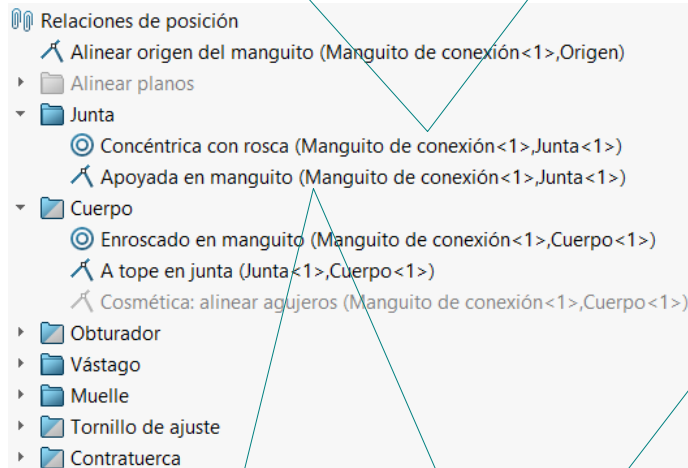 Relaciones de posición
Alinear origen del manguito (Manguito de conexión<1>,Origen)
Alinear planos
Junta
Concéntrica con rosca (Manguito de conexión<1>,Junta<1>)
Apoyada en manguito (Manguito de conexión<1>,Junta<1>)
Cuerpo
Enroscado en manguito (Manguito de conexión<1>,Cuerpo<1>)
A tope en junta (Junta<1>,Cuerpo<1>)
Cosmética: alinear agujeros (Manguito de conexión<1>,Cuerpo<1>)
Obturador
Vástago
Muelle
Tornillo de ajuste
Contratuerca